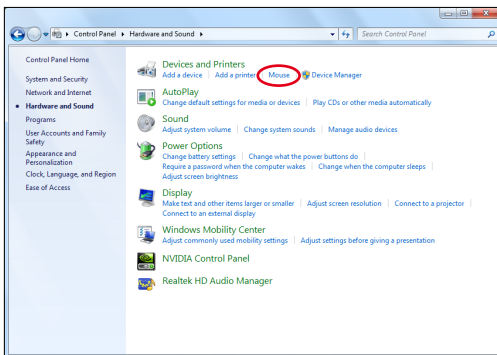 Control Panel ▸ Hardware and Sound ▸
Search Control Panel
Control Panel Home
System and Security
Network and Internet
Hardware and Sound
Programs
User Accounts and Family
Safety
Appearance and
Personalization
Clock, Language, and Region
Ease of Access
Devices and Printers
Add a device | Add a printer | Mouse | Device Manager
AutoPlay
Change default settings for media or devices | Play CDs or other media automatically
Sound
Adjust system volume | Change system sounds | Manage audio devices
Power Options
Change battery settings | Change what the power buttons do |
Require a password when the computer wakes | Change when the computer sleeps |
Adjust screen brightness
Display
Make text and other items larger or smaller | Adjust screen resolution | Connect to a projector |
Connect to an external display
Windows Mobility Center
Adjust commonly used mobility settings | Adjust settings before giving a presentation
NVIDIA Control Panel
Realtek HD Audio Manager